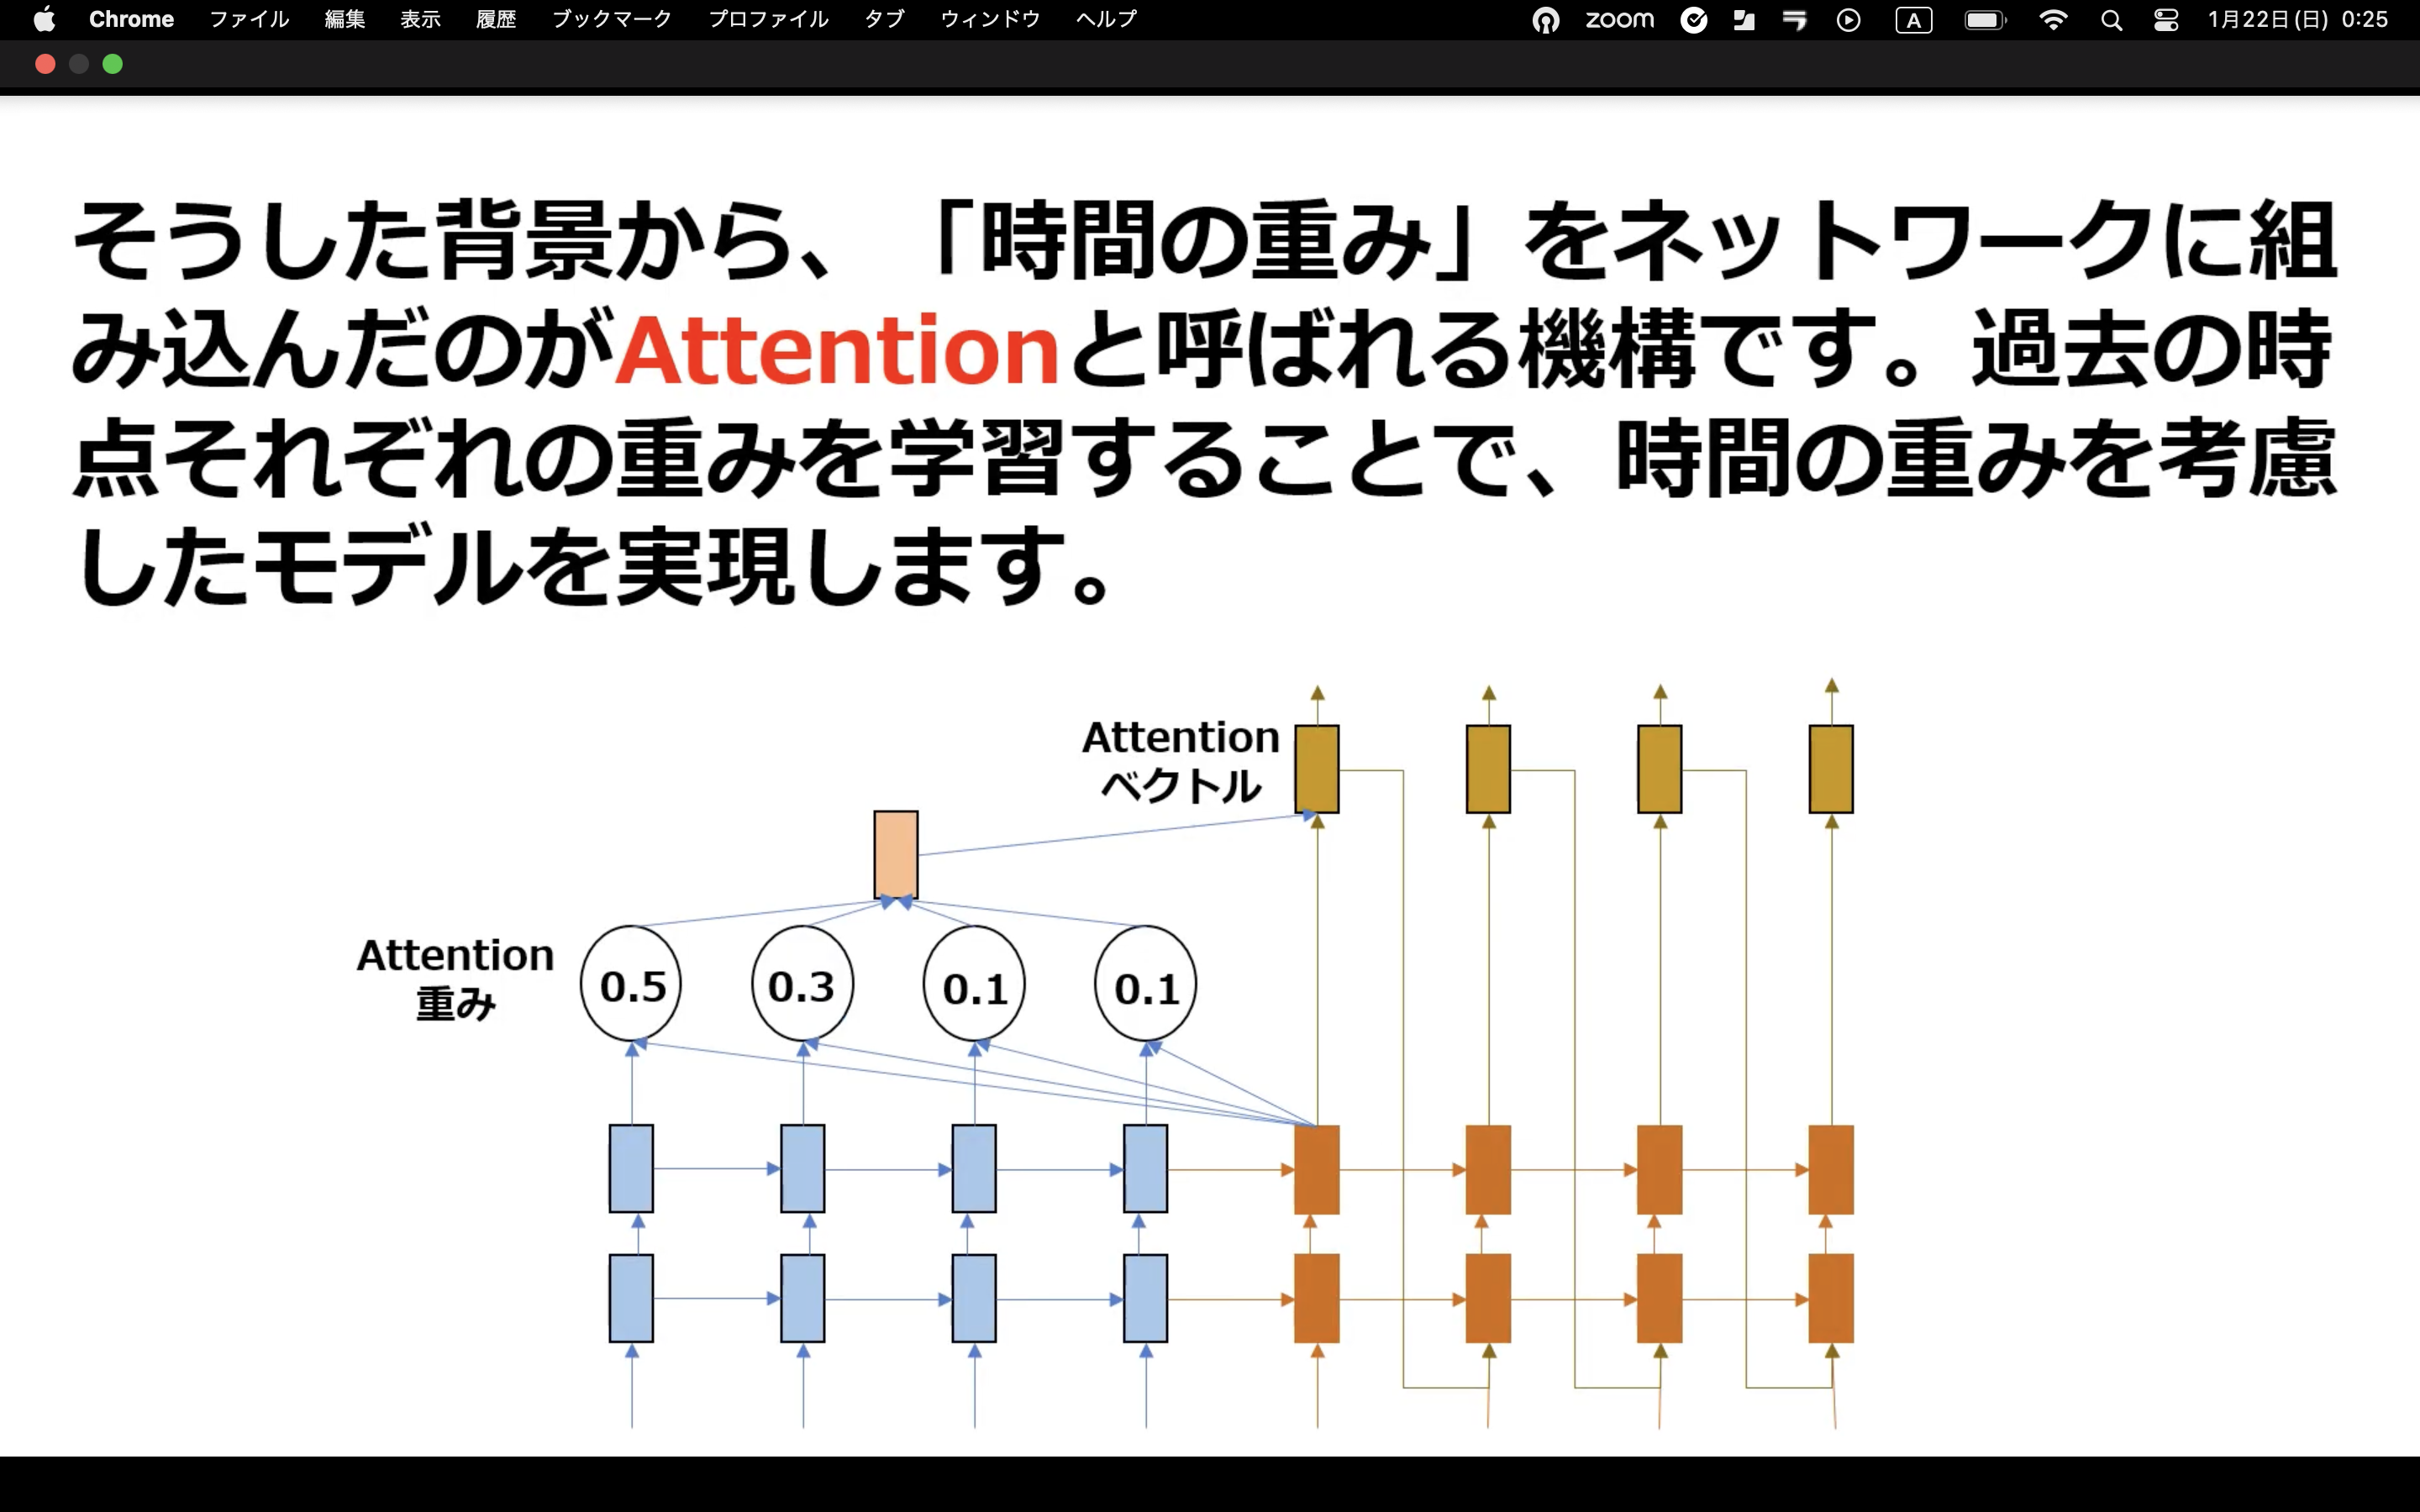 Chrome ファイル 編集 表示 履歴 ブックマーク プロファイル タブ ウィンドウ ヘルプ zoom A 1月22日(日) 0:25
そうした背景から、「時間の重み」をネットワークに組
み込んだのがAttentionと呼ばれる機構です。過去の時
点それぞれの重みを学習することで、時間の重みを考慮
したモデルを実現します。
Attention
ベクトル
Attention
重み
0.5 0.3 0.1 0.1